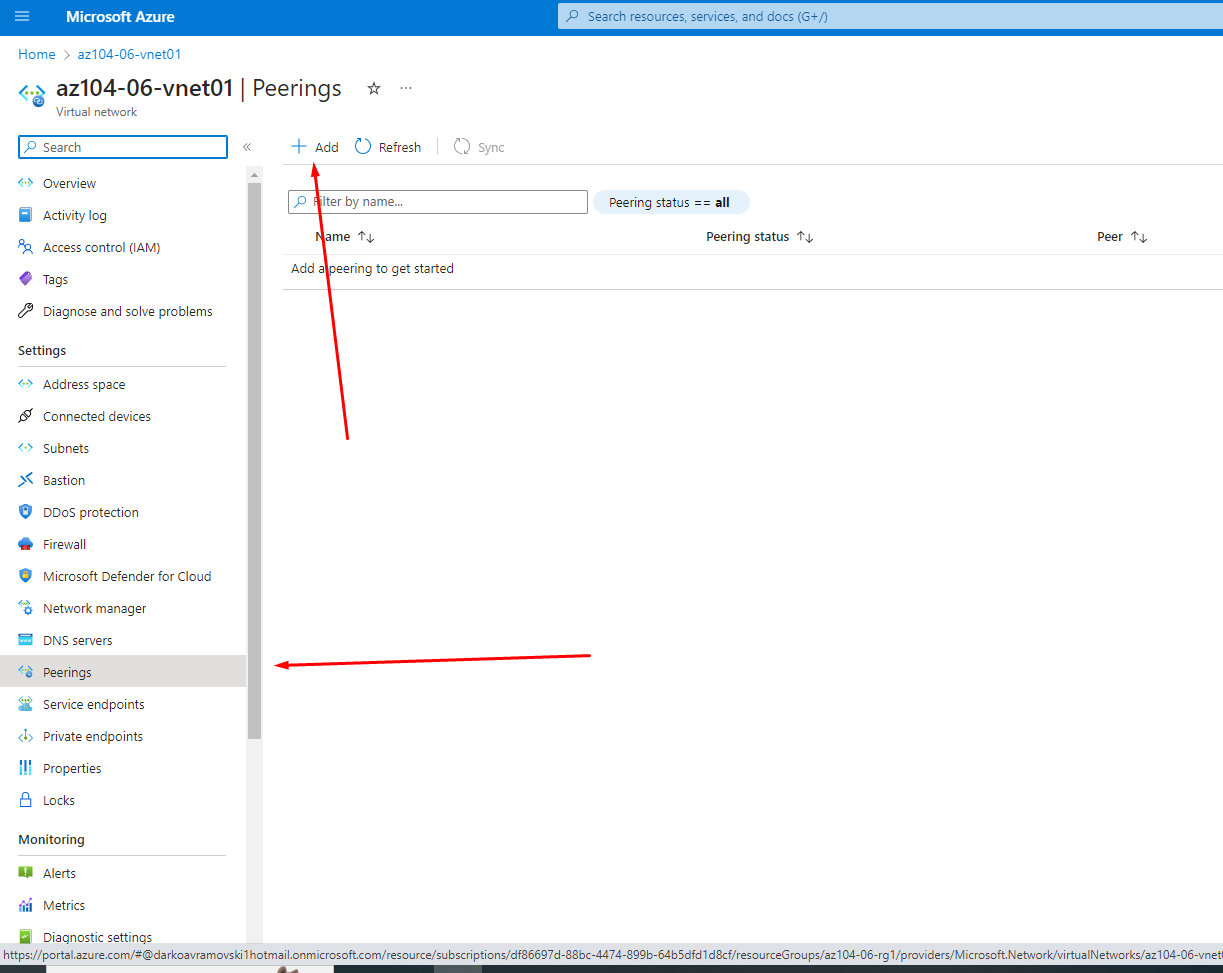 Microsoft Azure
Search resources, services, and docs (G+/)
Home > az104-06-vnet01
az104-06-vnet01 | Peerings
Virtual network
Search
Add
Refresh
Sync
Filter by name...
Peering status == all
Name
Peering status
Peer
Add a peering to get started
Overview
Activity log
Access control (IAM)
Tags
Diagnose and solve problems
Settings
Address space
Connected devices
Subnets
Bastion
DDoS protection
Firewall
Microsoft Defender for Cloud
Network manager
DNS servers
Peerings
Service endpoints
Private endpoints
Properties
Locks
Monitoring
Alerts
Metrics
Diagnostic settings
https://portal.azure.com/#@darkoavramovski1hotmail.onmicrosoft.com/resource/subscriptions/df86697d-88bc-4474-899b-64b5dfd1d8cf/resourceGroups/az104-06-rg1/providers/Microsoft.Network/virtualNetworks/az104-06-vnet